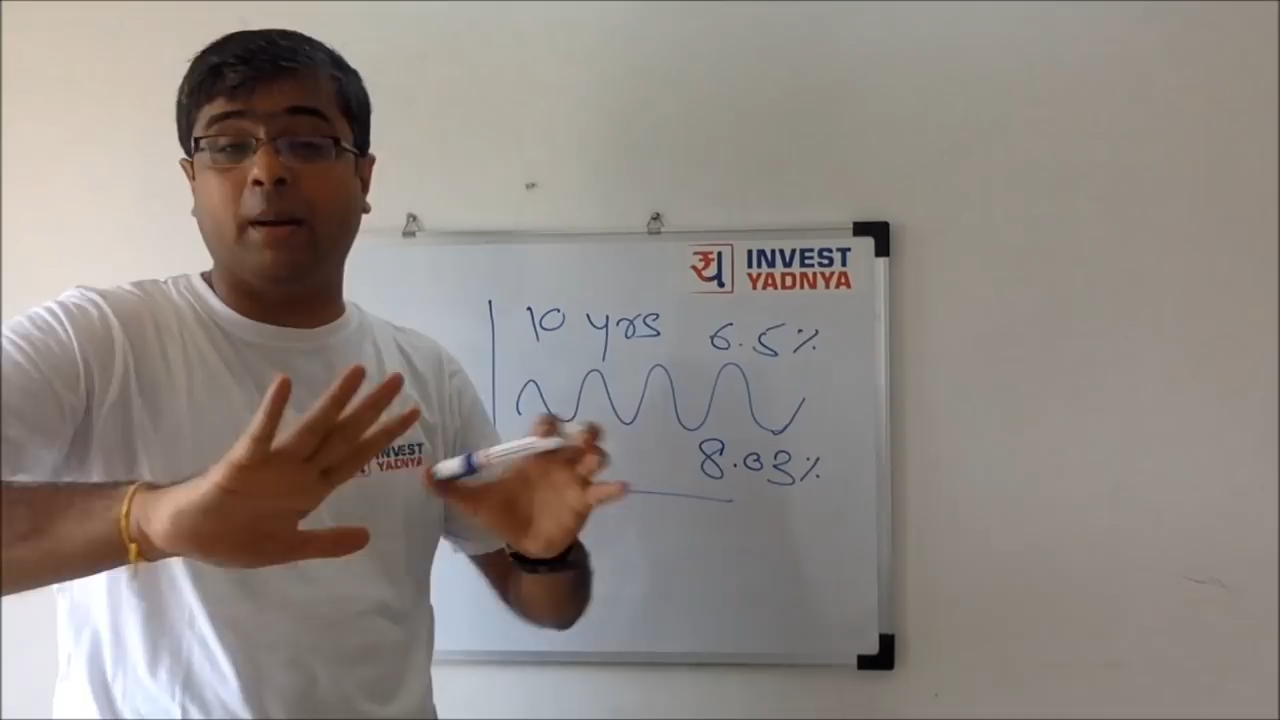 ₹य INVEST
YADNYA
10 yrs 6.5%
8.03%
INVEST
YADNYA